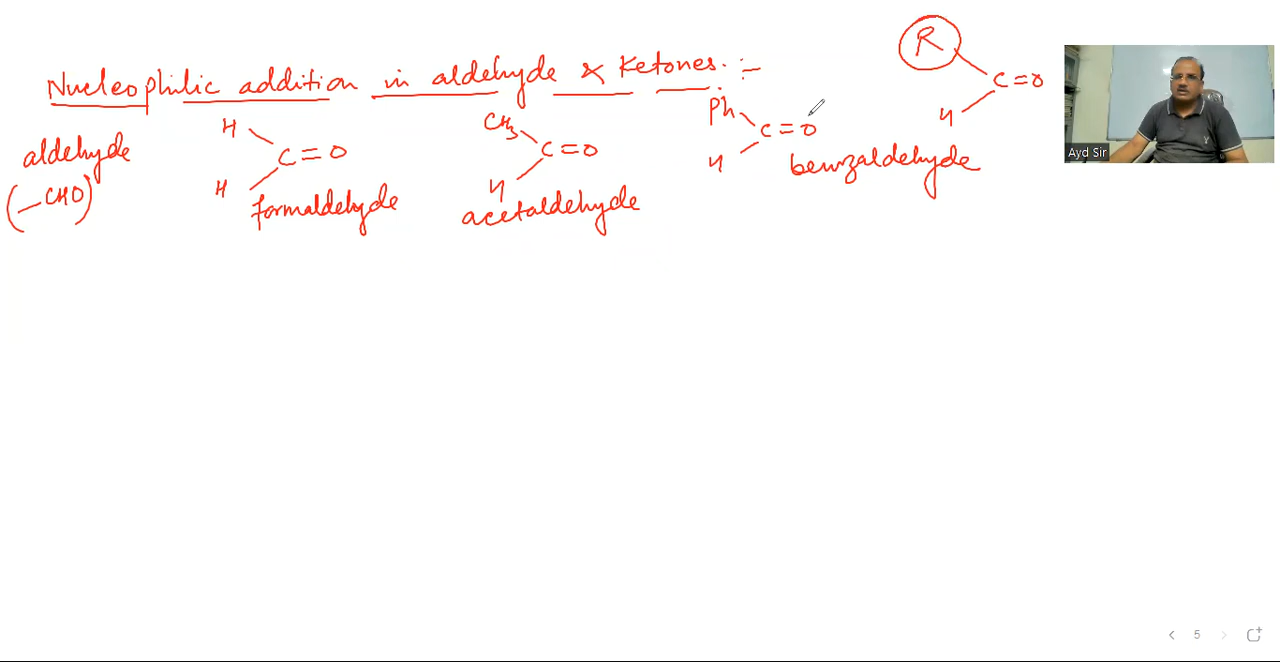 Nucleophilic addition in aldehyde & Ketones. :-
R
C=O
H
aldehyde
(-CHO)
H
C=O
H
formaldehyde
CH3
C=O
H
acetaldehyde
Ph
C=O
H
benzaldehyde
Ayd Sir
5